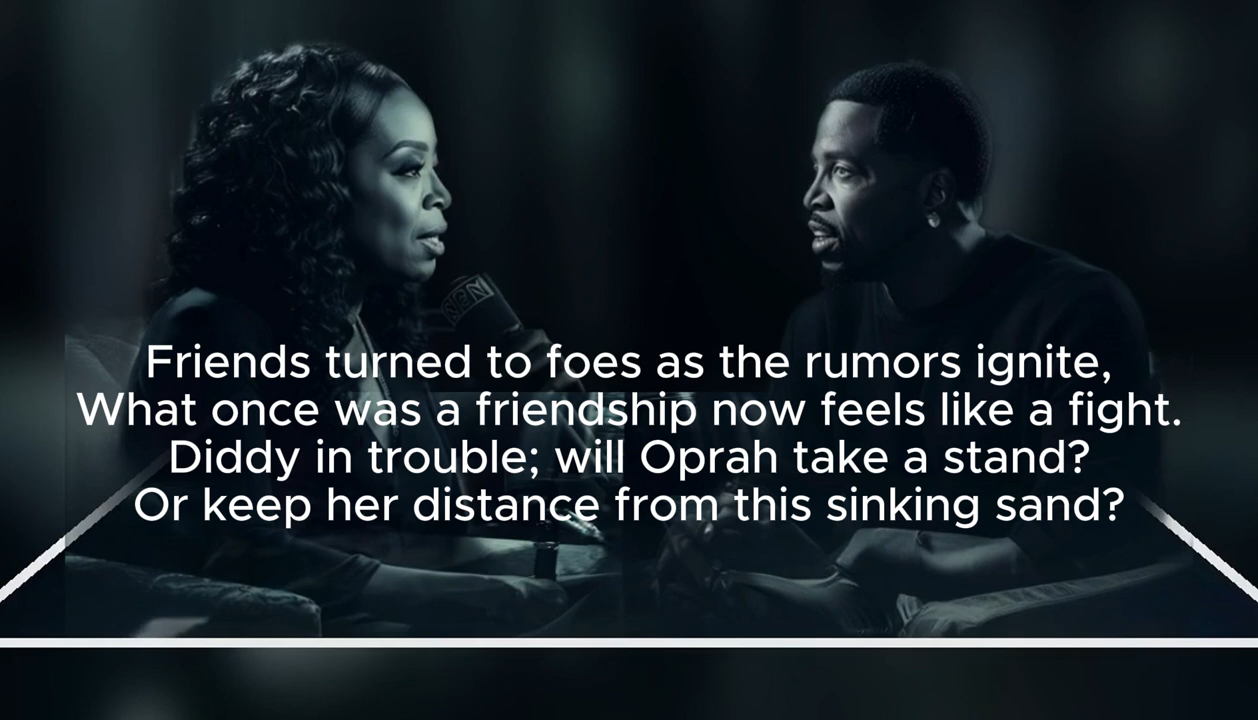 Friends turned to foes as the rumors ignite,
What once was a friendship now feels like a fight.
Diddy in trouble; will Oprah take a stand?
Or keep her distance from this sinking sand?